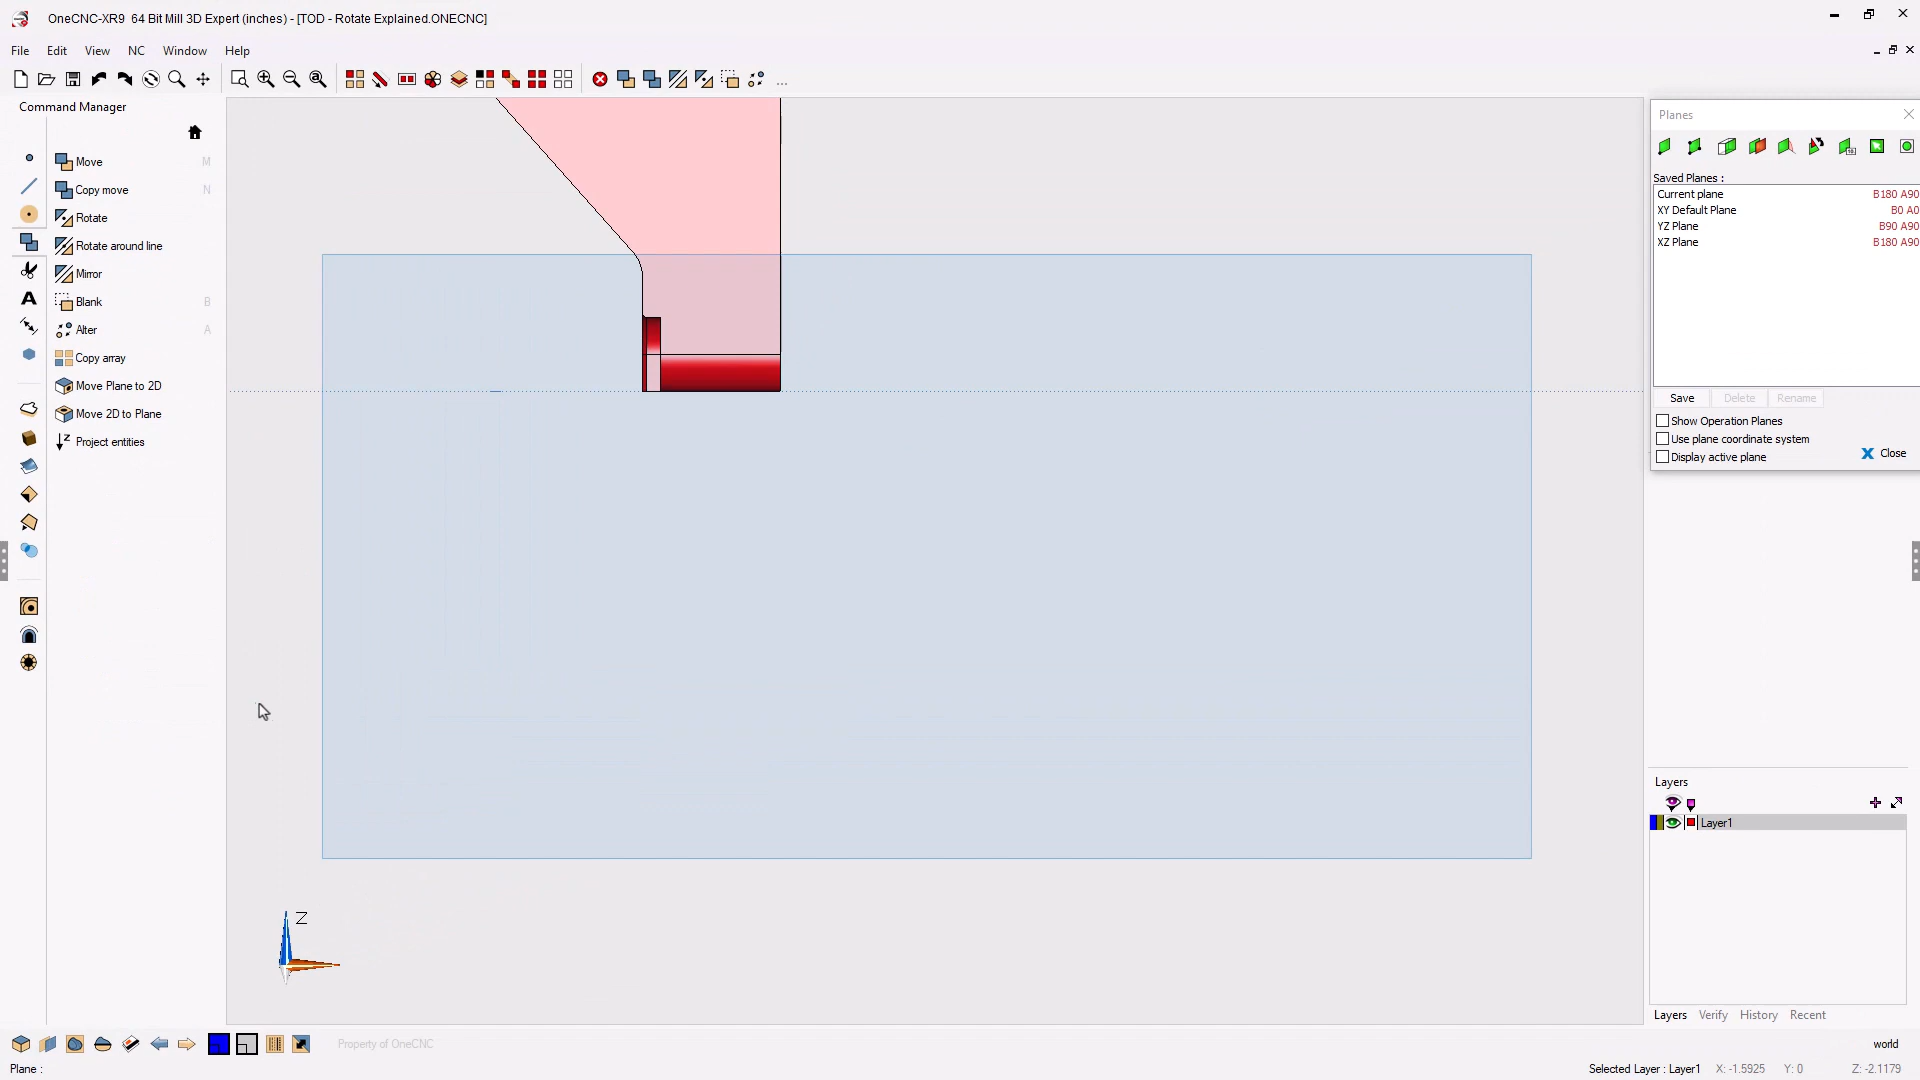 OneCNC-XR9  64 Bit Mill 3D Expert (inches) - [TOD - Rotate Explained.ONECNC]
File Edit View NC Window Help
Command Manager
Move M
Copy move N
Rotate
Rotate around line
Mirror
Blank B
Alter A
Copy array
Move Plane to 2D
Move 2D to Plane
Project entities
Planes
Saved Planes :
Current plane B180 A90
XY Default Plane B0 A0
YZ Plane B90 A90
XZ Plane B180 A90
Save Delete Rename
Show Operation Planes
Use plane coordinate system
Display active plane
Close
Z
Layers
Layer1
Layers Verify History Recent
Property of OneCNC
world
Plane :
Selected Layer : Layer1 X: -1.5925 Y: 0 Z: -2.1179